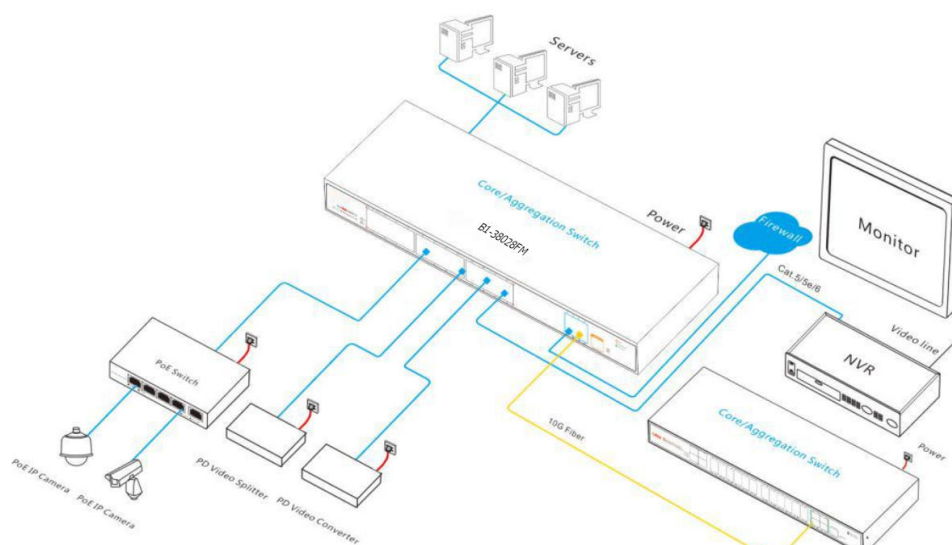 Servers
Core/Aggregation Switch
B1-38028FM
Power
Firewall
Monitor
Cat.5/5e/6
Video line
NVR
Power
PoE Switch
10G Fiber
Core/Aggregation Switch
PoE IP Camera
PoE IP Camera
PD Video Splitter
PD Video Converter